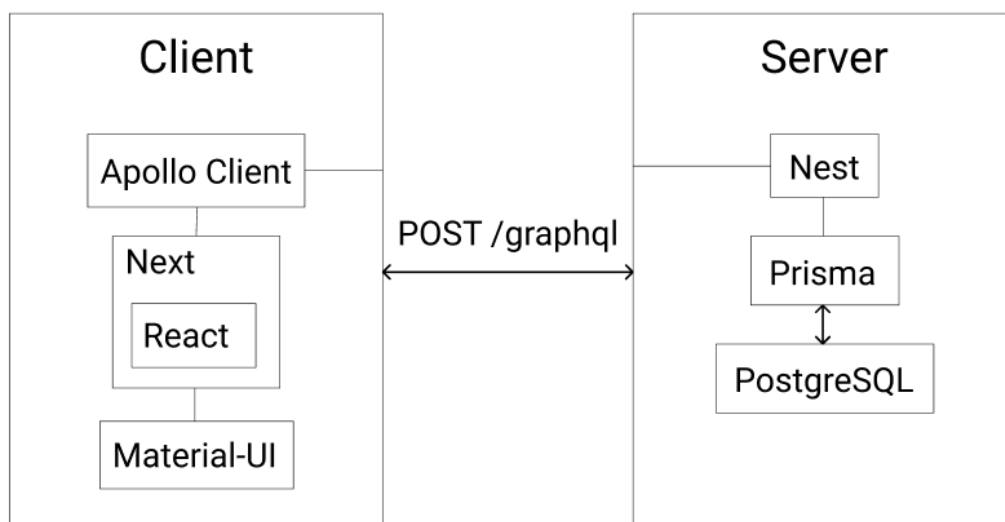 Client
Apollo Client
Next
React
Material-UI
POST /graphql
Server
Nest
Prisma
PostgreSQL